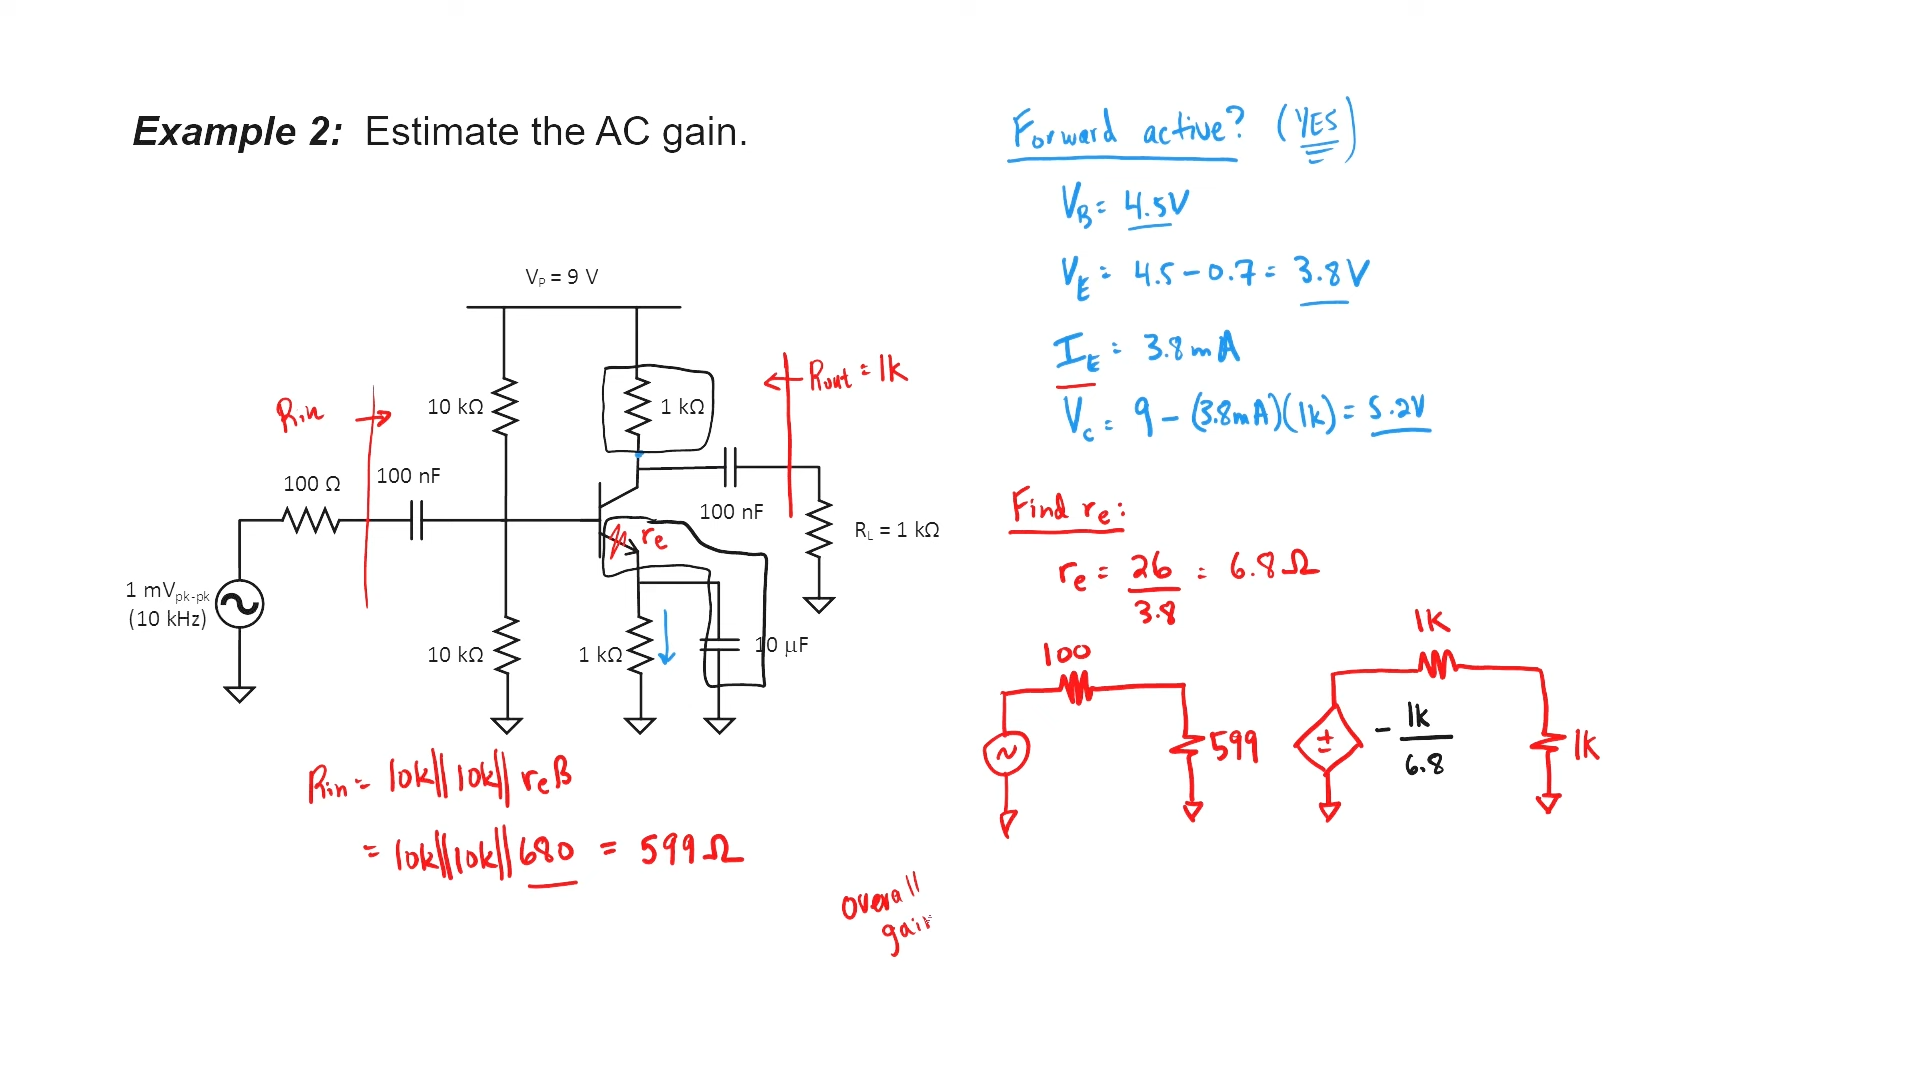 Example 2: Estimate the AC gain.
Forward active? (YES)
V_B = 4.5V
V_E = 4.5 - 0.7 = 3.8V
I_E = 3.8mA
V_C = 9 - (3.8mA)(1k) = 5.2V
V_P = 9 V
10 kΩ
1 kΩ
Rout = 1k
Rin
100 Ω
100 nF
100 nF
R_L = 1 kΩ
re
1 mV_pk-pk
(10 kHz)
10 kΩ
1 kΩ
10 µF
Find re:
re = 26/3.8 = 6.8Ω
100
599
- 1k/6.8
1k
1k
Rin = 10k||10k||reβ
= 10k||10k||680 = 599Ω
overall
gain